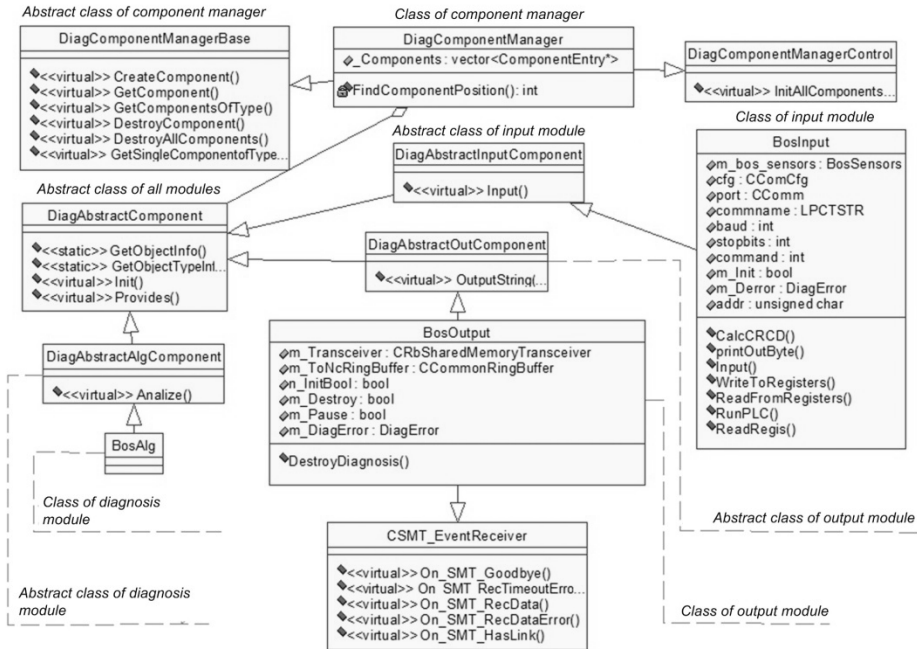 Abstract class of component manager
DiagComponentManagerBase
<<virtual>> CreateComponent()
<<virtual>> GetComponent()
<<virtual>> GetComponentsOfType()
<<virtual>> DestroyComponent()
<<virtual>> DestroyAllComponents()
<<virtual>> GetSingleComponentofType...
Class of component manager
DiagComponentManager
_Components : vector<ComponentEntry*>
FindComponentPosition() : int
DiagComponentManagerControl
<<virtual>> InitAllComponents...
Abstract class of input module
DiagAbstractInputComponent
<<virtual>> Input()
Class of input module
BosInput
m_bos_sensors : BosSensors
cfg : CComCfg
port : CComm
commname : LPCTSTR
baud : int
stopbits : int
command : int
m_Init : bool
m_Derror : DiagError
addr : unsigned char
CalcCRCD()
printOutByte()
Input()
WriteToRegisters()
ReadFromRegisters()
RunPLC()
ReadRegis()
Abstract class of all modules
DiagAbstractComponent
<<static>> GetObjectInfo()
<<static>> GetObjectTypeInf...
<<virtual>> Init()
<<virtual>> Provides()
DiagAbstractOutComponent
<<virtual>> OutputString(...
DiagAbstractAlgComponent
<<virtual>> Analize()
BosAlg
BosOutput
m_Transceiver : CRbSharedMemoryTransceiver
m_ToNcRingBuffer : CCommonRingBuffer
n_InitBool : bool
m_Destroy : bool
m_Pause : bool
m_DiagError : DiagError
DestroyDiagnosis()
Class of diagnosis
module
Abstract class of output module
CSMT_EventReceiver
<<virtual>> On_SMT_Goodbye()
<<virtual>> On_SMT_RecTimeoutErro...
<<virtual>> On_SMT_RecData()
<<virtual>> On_SMT_RecDataError()
<<virtual>> On_SMT_HasLink()
Abstract class of diagnosis
module
Class of output module